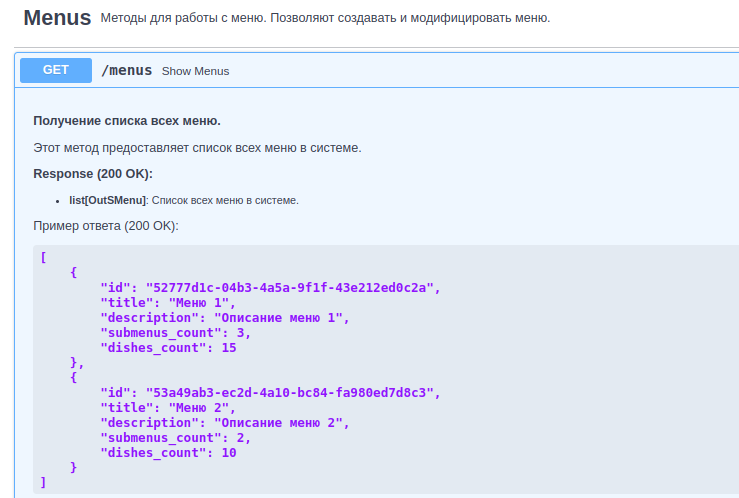 Menus Методы для работы с меню. Позволяют создавать и модифицировать меню.
GET /menus Show Menus
Получение списка всех меню.
Этот метод предоставляет список всех меню в системе.
Response (200 OK):
• list[OutSMenu]: Список всех меню в системе.
Пример ответа (200 OK):
[
    {
        "id": "52777d1c-04b3-4a5a-9f1f-43e212ed0c2a",
        "title": "Меню 1",
        "description": "Описание меню 1",
        "submenus_count": 3,
        "dishes_count": 15
    },
    {
        "id": "53a49ab3-ec2d-4a10-bc84-fa980ed7d8c3",
        "title": "Меню 2",
        "description": "Описание меню 2",
        "submenus_count": 2,
        "dishes_count": 10
    }
]